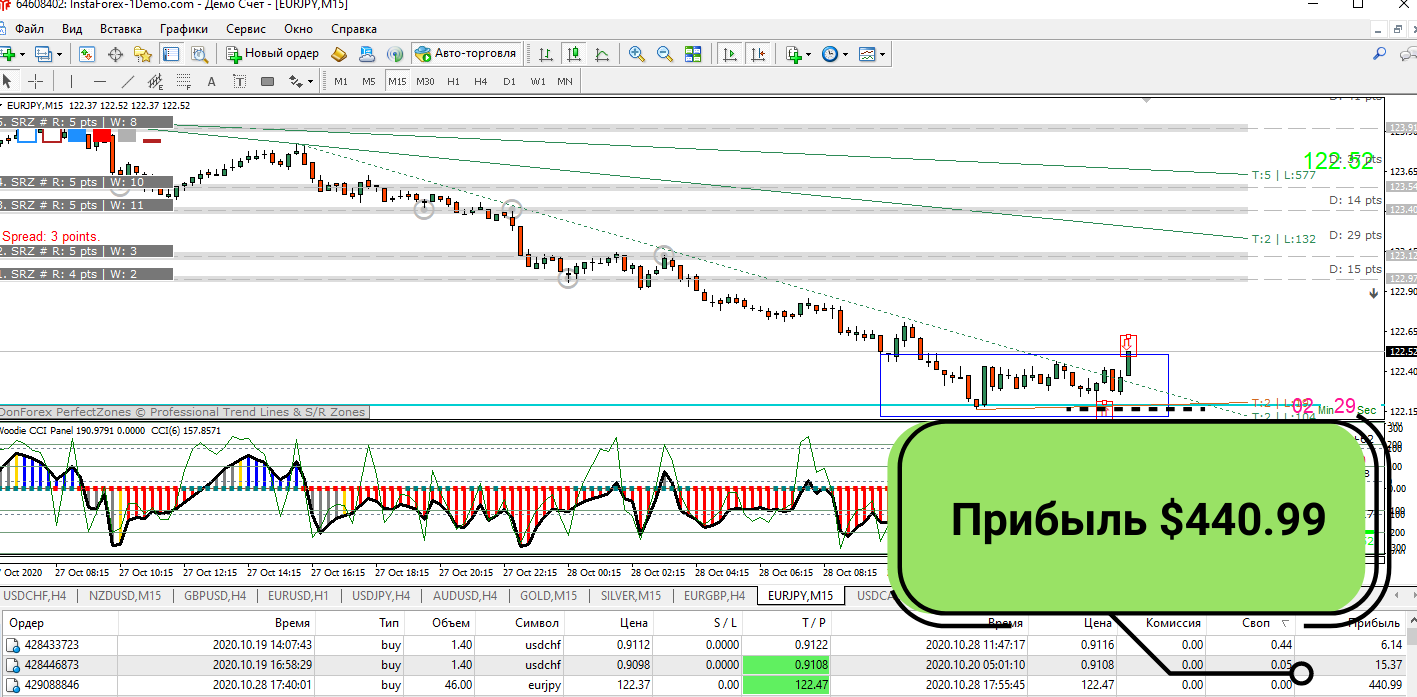 64608402: InstaForex-1Demo.com - Демо Счет - [EURJPY,M15]
Файл Вид Вставка Графики Сервис Окно Справка
Новый ордер Авто-торговля
A T M1 M5 M15 M30 H1 H4 D1 W1 MN
EURJPY,M15 122.37 122.52 122.37 122.52
5. SRZ # R: 5 pts | W: 8
122.52
D: 37 pts
123.65
T:5 | L:577
4. SRZ # R: 5 pts | W: 10
123.54
D: 14 pts
3. SRZ # R: 5 pts | W: 11
123.40
Spread: 3 points.
D: 29 pts
T:2 | L:132
2. SRZ # R: 5 pts | W: 3
123.12
D: 15 pts
1. SRZ # R: 4 pts | W: 2
122.97
122.90
122.65
122.52
122.40
DonForex PerfectZones © Professional Trend Lines & S/R Zones
02 Min 29 Sec
122.15
T:2 | L:104
Woodie CCI Panel 190.9791 0.0000 CCI(6) 157.8571
Прибыль $440.99
Oct 2020 27 Oct 08:15 27 Oct 10:15 27 Oct 12:15 27 Oct 14:15 27 Oct 16:15 27 Oct 18:15 27 Oct 20:15 27 Oct 22:15 28 Oct 00:15 28 Oct 02:15 28 Oct 04:15 28 Oct 06:15 28 Oct 08:15
USDCHF,H4 NZDUSD,M15 GBPUSD,H4 EURUSD,H1 USDJPY,H4 AUDUSD,H4 GOLD,M15 SILVER,M15 EURGBP,H4 EURJPY,M15 USDCA
Ордер Время Тип Объем Символ Цена S / L T / P Время Цена Комиссия Своп Прибыль
428433723 2020.10.19 14:07:43 buy 1.40 usdchf 0.9112 0.0000 0.9122 2020.10.28 11:47:17 0.9116 0.00 0.44 6.14
428446873 2020.10.19 16:58:29 buy 1.40 usdchf 0.9098 0.0000 0.9108 2020.10.20 05:01:10 0.9108 0.00 0.05 15.37
429088846 2020.10.28 17:40:01 buy 46.00 eurjpy 122.37 0.00 122.47 2020.10.28 17:55:45 122.47 0.00 0.00 440.99